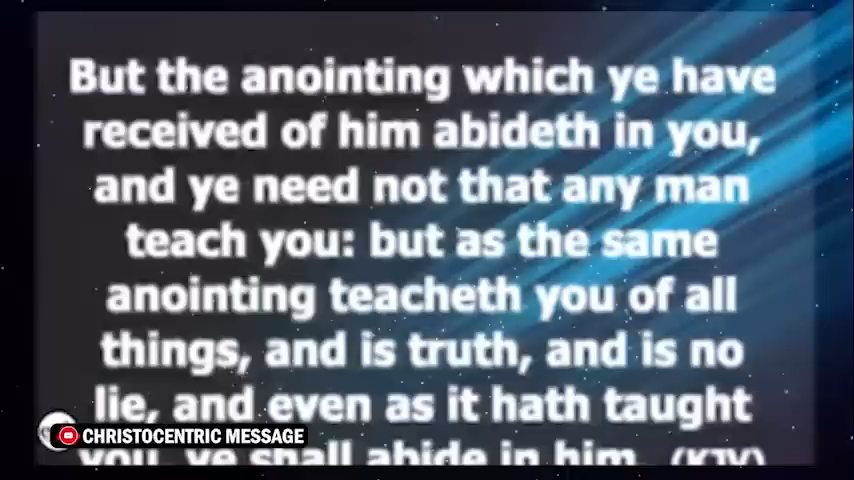 But the anointing which ye have
received of him abideth in you,
and ye need not that any man
teach you: but as the same
anointing teacheth you of all
things, and is truth, and is no
lie, and even as it hath taught
you, ye shall abide in him. (KJV)
CHRISTOCENTRIC MESSAGE